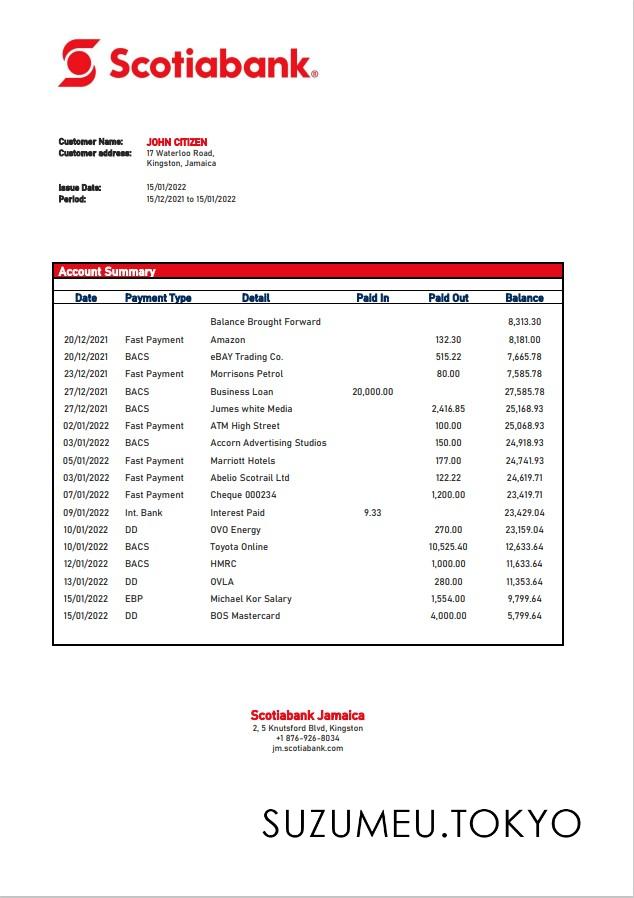 Scotiabank®
Customer Name: JOHN CITIZEN
Customer address: 17 Waterloo Road,
Kingston, Jamaica
Issue Date: 15/01/2022
Period: 15/12/2021 to 15/01/2022
Account Summary
Date Payment Type Detail Paid In Paid Out Balance
Balance Brought Forward 8,313.30
20/12/2021 Fast Payment Amazon 132.30 8,181.00
20/12/2021 BACS eBAY Trading Co. 515.22 7,665.78
23/12/2021 Fast Payment Morrisons Petrol 80.00 7,585.78
27/12/2021 BACS Business Loan 20,000.00 27,585.78
27/12/2021 BACS Jumes white Media 2,416.85 25,168.93
02/01/2022 Fast Payment ATM High Street 100.00 25,068.93
03/01/2022 BACS Accorn Advertising Studios 150.00 24,918.93
05/01/2022 Fast Payment Marriott Hotels 177.00 24,741.93
03/01/2022 Fast Payment Abelio Scotrail Ltd 122.22 24,619.71
07/01/2022 Fast Payment Cheque 000234 1,200.00 23,419.71
09/01/2022 Int. Bank Interest Paid 9.33 23,429.04
10/01/2022 DD OVO Energy 270.00 23,159.04
10/01/2022 BACS Toyota Online 10,525.40 12,633.64
12/01/2022 BACS HMRC 1,000.00 11,633.64
13/01/2022 DD OVLA 280.00 11,353.64
15/01/2022 EBP Michael Kor Salary 1,554.00 9,799.64
15/01/2022 DD BOS Mastercard 4,000.00 5,799.64
Scotiabank Jamaica
2, 5 Knutsford Blvd, Kingston
+1 876-926-8034
jm.scotiabank.com
SUZUMEU.TOKYO